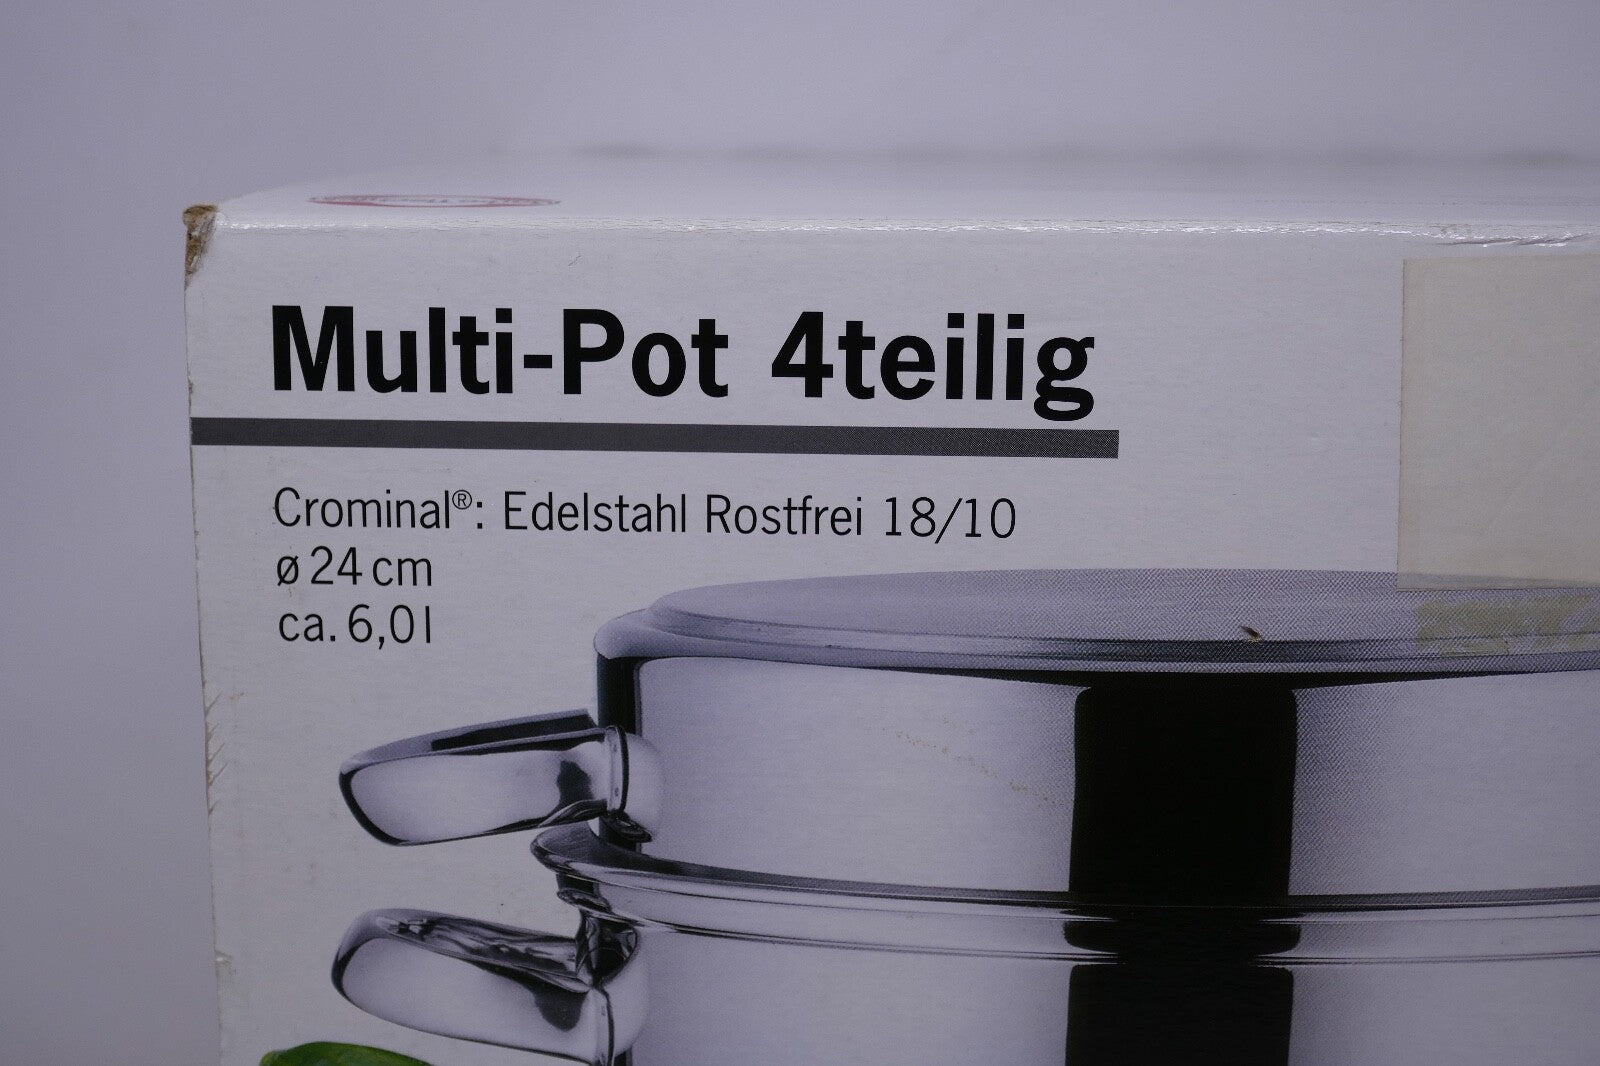 Multi-Pot 4teilig
Crominal®: Edelstahl Rostfrei 18/10
ø 24 cm
ca. 6,0 l